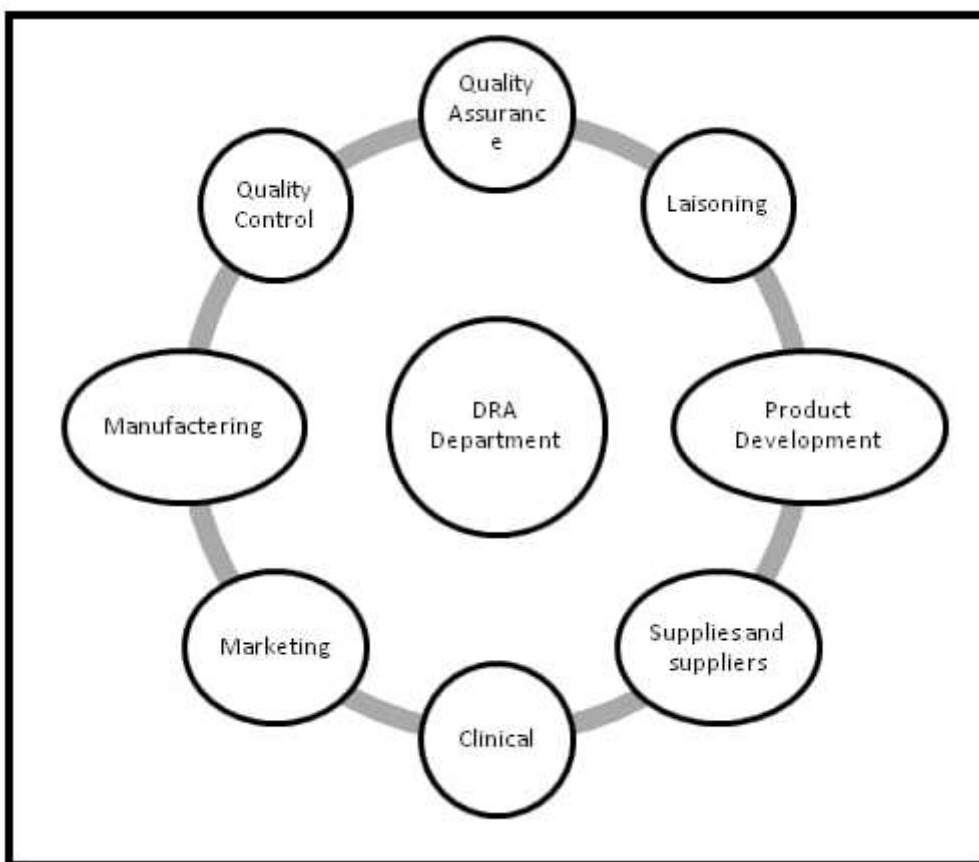 Quality
Assuranc
e
Quality
Control
Laisoning
Manufactering
DRA
Department
Product
Development
Marketing
Supplies and
suppliers
Clinical